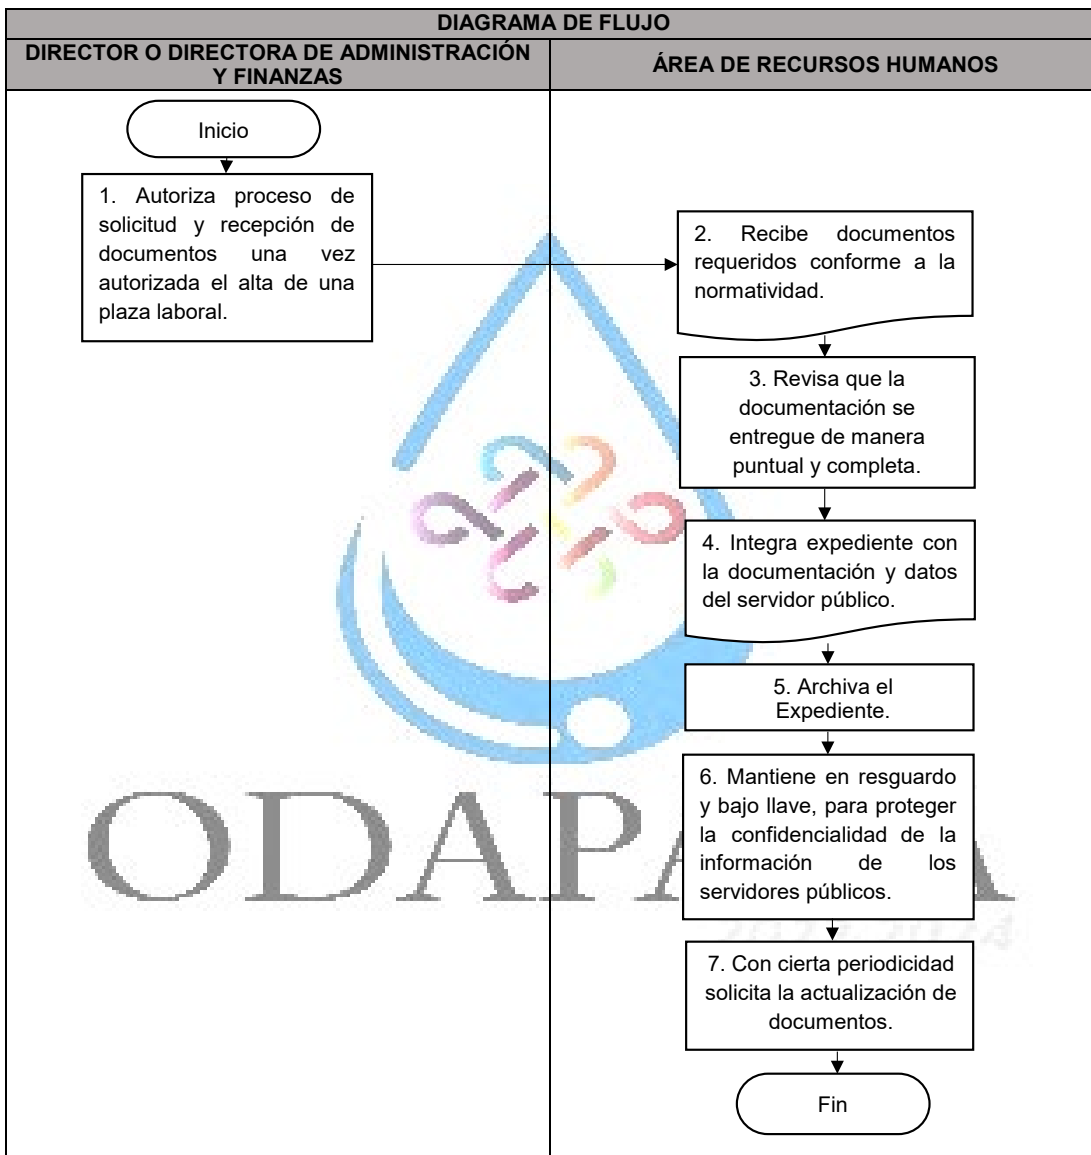 DIAGRAMA DE FLUJO
DIRECTOR O DIRECTORA DE ADMINISTRACIÓN
Y FINANZAS
ÁREA DE RECURSOS HUMANOS
Inicio
1. Autoriza proceso de
solicitud y recepción de
documentos una vez
autorizada el alta de una
plaza laboral.
2. Recibe documentos
requeridos conforme a la
normatividad.
3. Revisa que la
documentación se
entregue de manera
puntual y completa.
4. Integra expediente con
la documentación y datos
del servidor público.
5. Archiva el
Expediente.
6. Mantiene en resguardo
y bajo llave, para proteger
la confidencialidad de la
información de los
servidores públicos.
7. Con cierta periodicidad
solicita la actualización de
documentos.
Fin
ODAPA